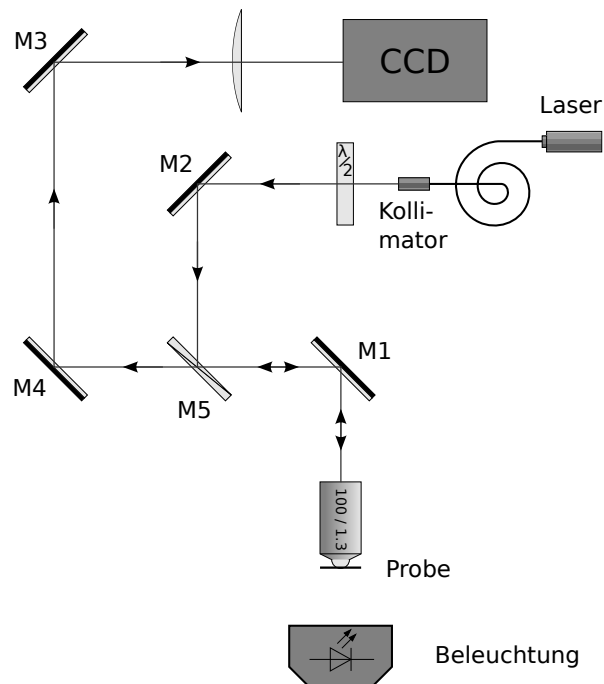 M3
CCD
Laser
M2
λ/2
Kolli-
mator
M1
M4
M5
100 / 1.3
Probe
Beleuchtung